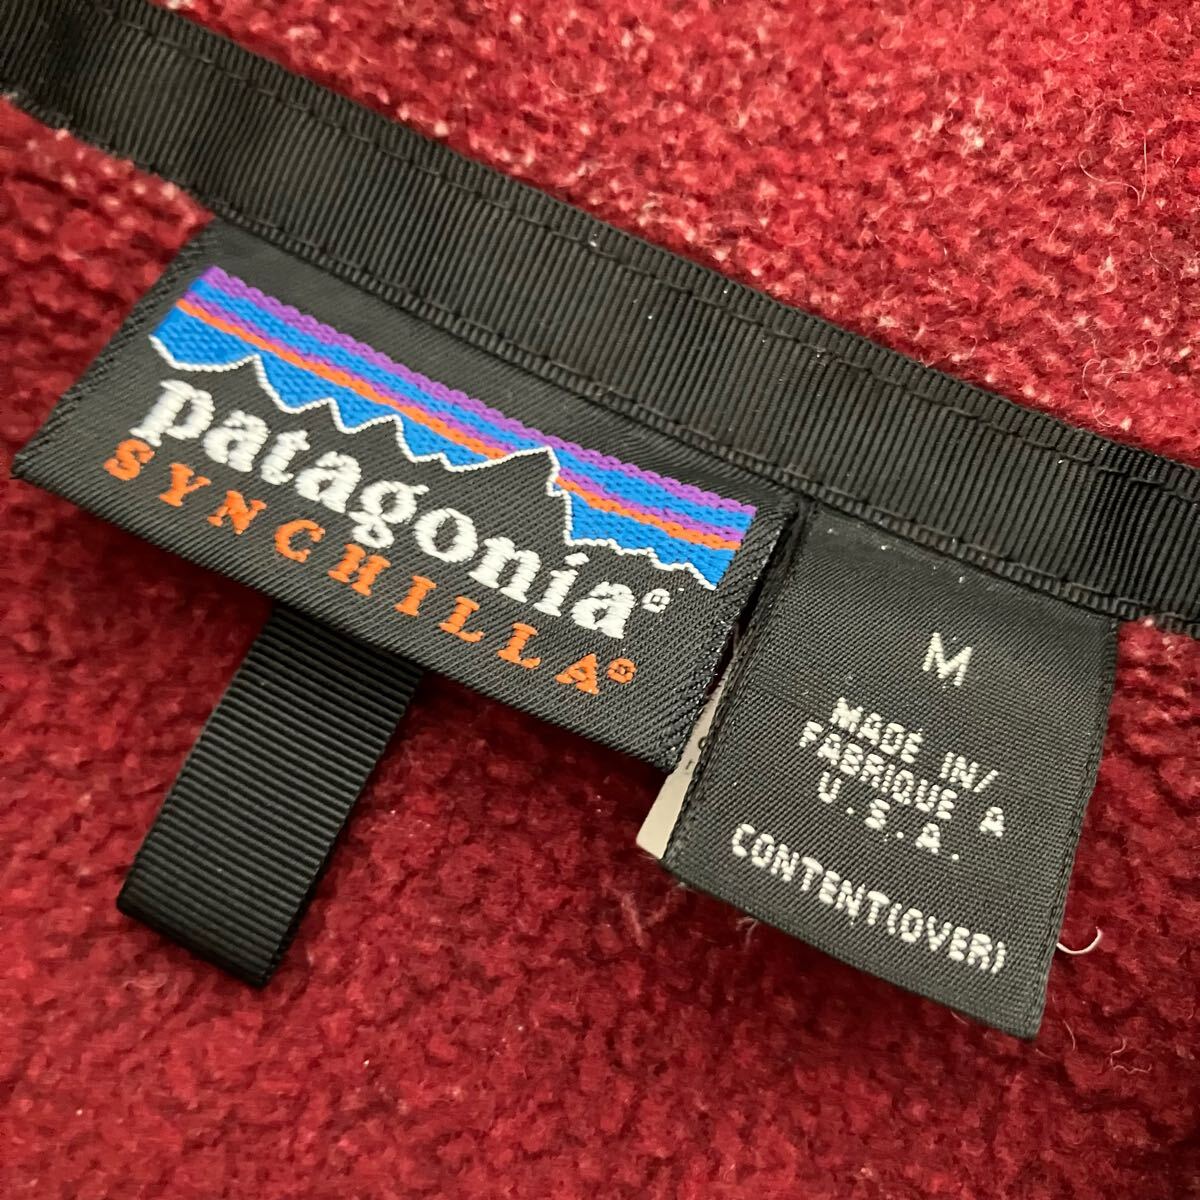 patagonia®
SYNCHILLA®
M
MADE IN/
FABRIQUE A
U.S.A.
CONTENT(OVER)